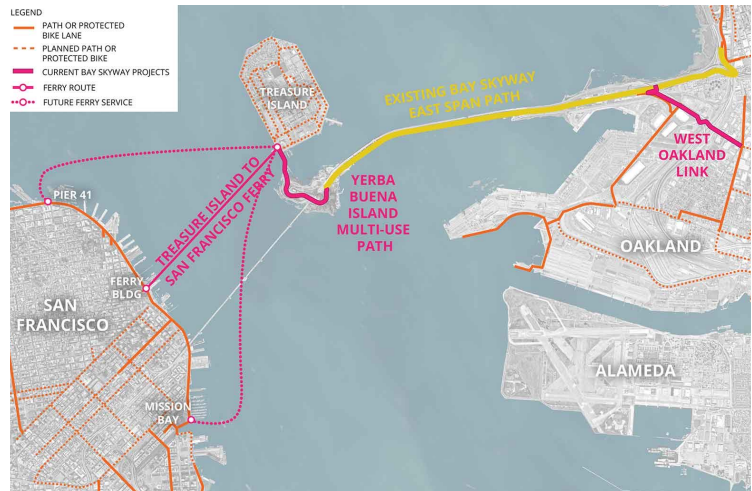 LEGEND
PATH OR PROTECTED
BIKE LANE
PLANNED PATH OR
PROTECTED BIKE
CURRENT BAY SKYWAY PROJECTS
FERRY ROUTE
FUTURE FERRY SERVICE
TREASURE
ISLAND
EXISTING BAY SKYWAY
EAST SPAN PATH
WEST
OAKLAND
LINK
PIER 41
TREASURE ISLAND TO
SAN FRANCISCO FERRY
YERBA
BUENA
ISLAND
MULTI-USE
PATH
OAKLAND
FERRY
BLDG
SAN
FRANCISCO
ALAMEDA
MISSION
BAY